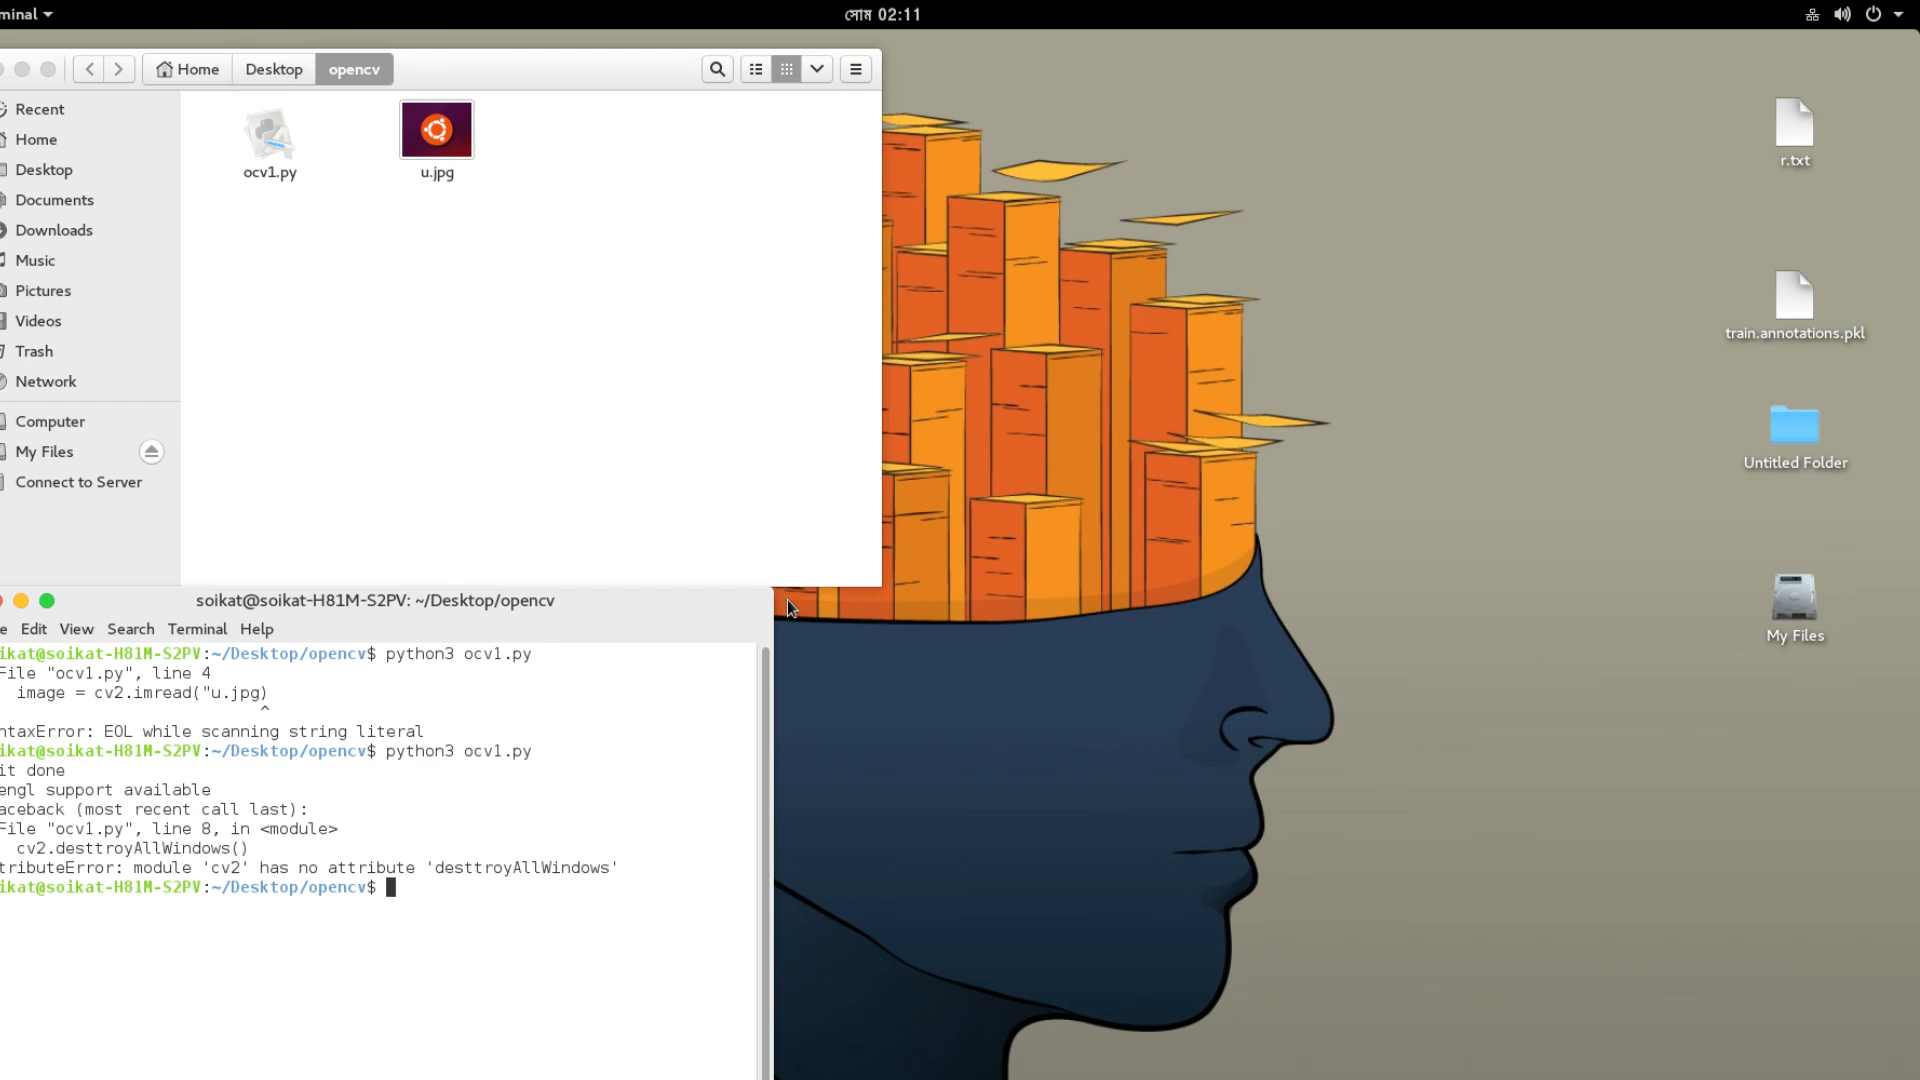 minal
সোম 02:11
Home Desktop opencv
Recent
Home
Desktop
Documents
Downloads
Music
Pictures
Videos
Trash
Network
Computer
My Files
Connect to Server
ocv1.py
u.jpg
r.txt
train.annotations.pkl
Untitled Folder
My Files
soikat@soikat-H81M-S2PV: ~/Desktop/opencv
e Edit View Search Terminal Help
ikat@soikat-H81M-S2PV:~/Desktop/opencv$ python3 ocv1.py
File "ocv1.py", line 4
image = cv2.imread("u.jpg)
^
ntaxError: EOL while scanning string literal
ikat@soikat-H81M-S2PV:~/Desktop/opencv$ python3 ocv1.py
it done
engl support available
aceback (most recent call last):
File "ocv1.py", line 8, in <module>
cv2.desttroyAllWindows()
tributeError: module 'cv2' has no attribute 'desttroyAllWindows'
ikat@soikat-H81M-S2PV:~/Desktop/opencv$